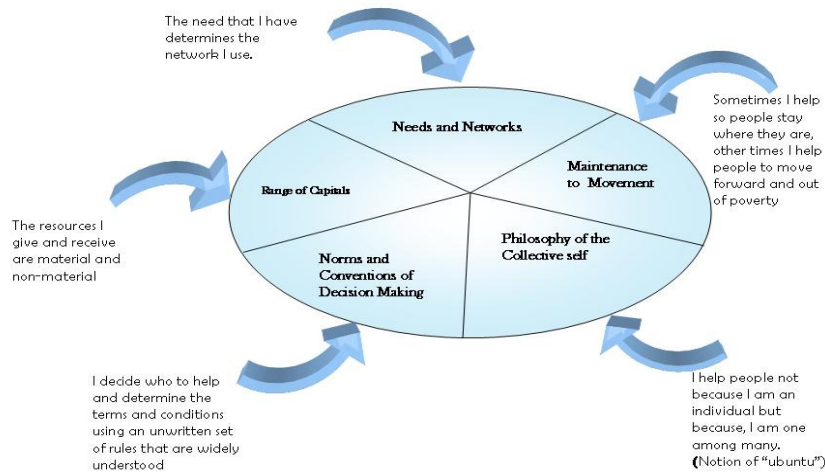 The need that I have
determines the
network I use.
Needs and Networks
Sometimes I help
so people stay
where they are,
other times I help
people to move
forward and out
of poverty
Maintenance
to Movement
Range of Capitals
The resources I
give and receive
are material and
non-material
Philosophy of the
Collective self
Norms and
Conventions of
Decision Making
I decide who to help
and determine the
terms and conditions
using an unwritten set
of rules that are widely
understood
I help people not
because I am an
individual but
because, I am one
among many.
(Notion of “ubuntu”)